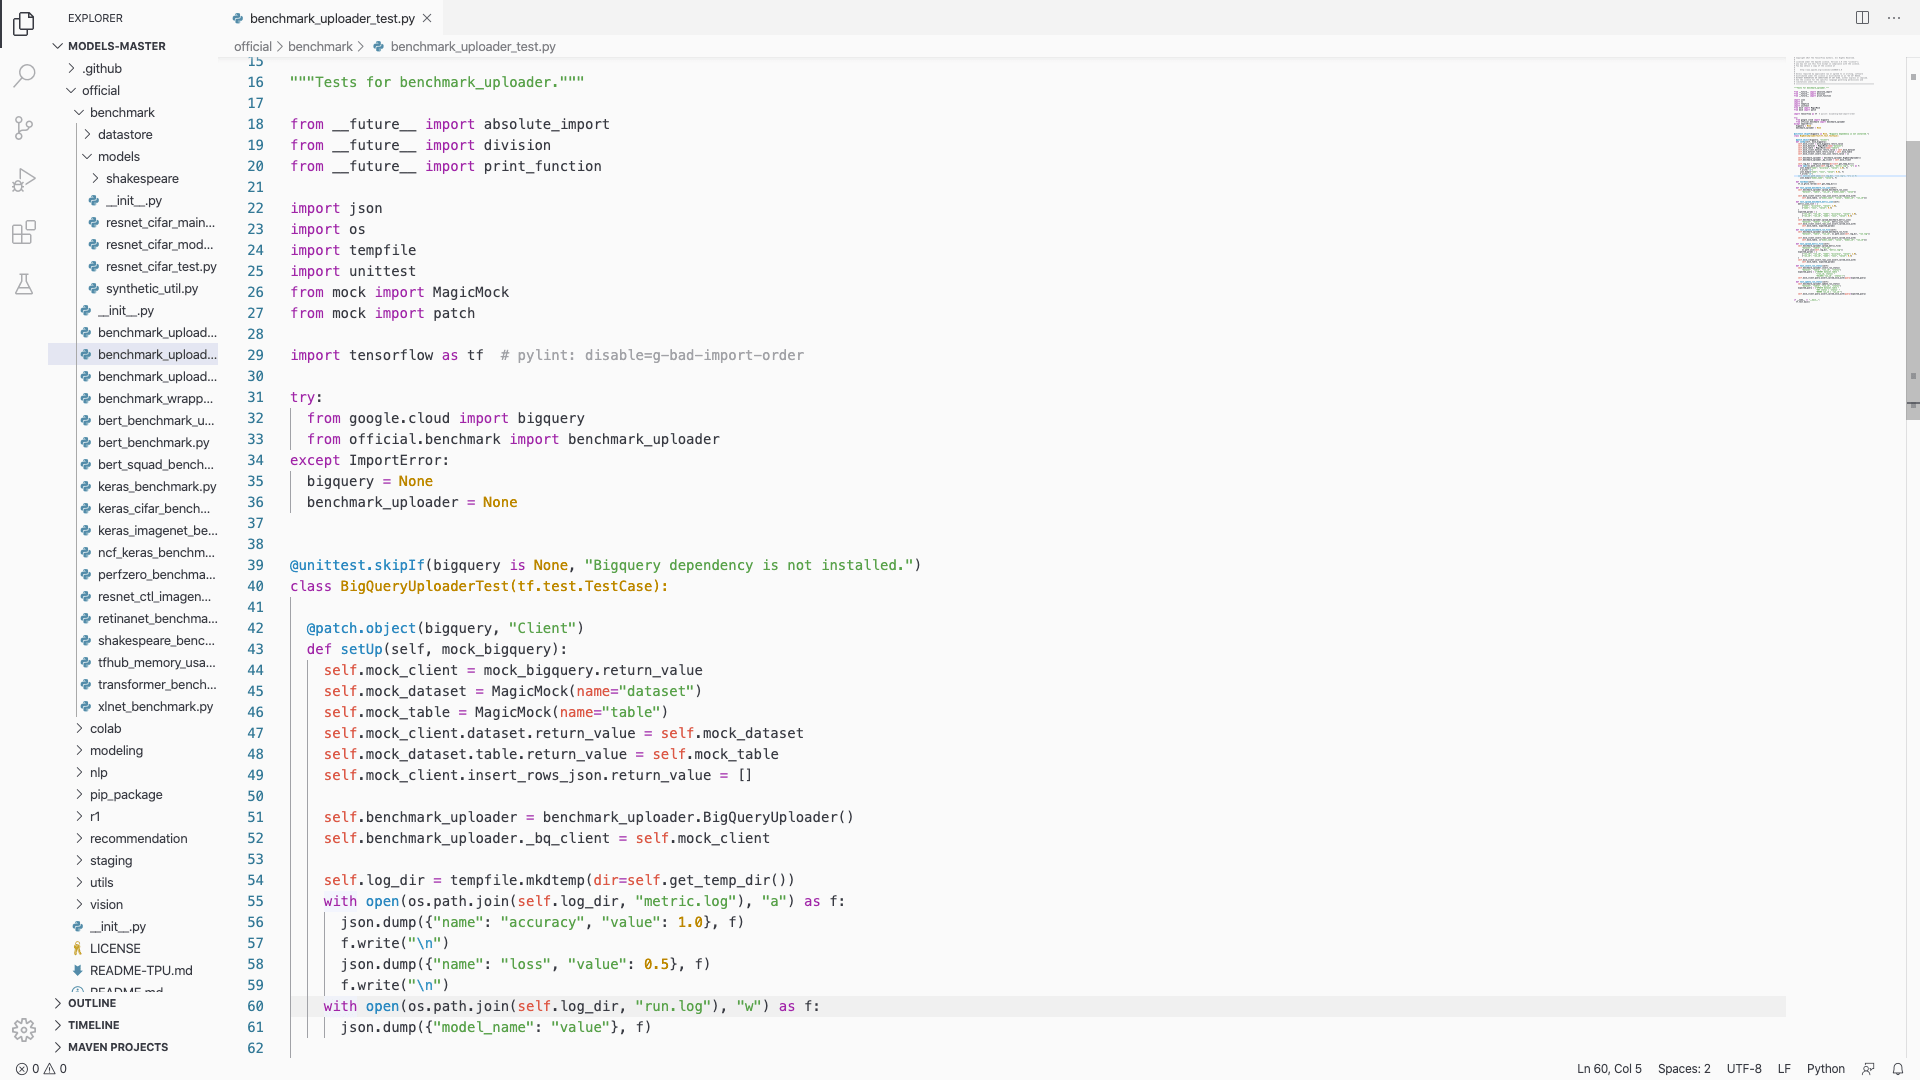 EXPLORER
MODELS-MASTER
.github
official
benchmark
datastore
models
shakespeare
__init__.py
resnet_cifar_main...
resnet_cifar_mod...
resnet_cifar_test.py
synthetic_util.py
__init__.py
benchmark_upload...
benchmark_upload...
benchmark_upload...
benchmark_wrapp...
bert_benchmark_u...
bert_benchmark.py
bert_squad_bench...
keras_benchmark.py
keras_cifar_bench...
keras_imagenet_be...
ncf_keras_benchm...
perfzero_benchma...
resnet_ctl_imagen...
retinanet_benchma...
shakespeare_benc...
tfhub_memory_usa...
transformer_bench...
xlnet_benchmark.py
colab
modeling
nlp
pip_package
r1
recommendation
staging
utils
vision
__init__.py
LICENSE
README-TPU.md
README.md
OUTLINE
TIMELINE
MAVEN PROJECTS
benchmark_uploader_test.py
official > benchmark > benchmark_uploader_test.py
15
16 """Tests for benchmark_uploader."""
17
18 from __future__ import absolute_import
19 from __future__ import division
20 from __future__ import print_function
21
22 import json
23 import os
24 import tempfile
25 import unittest
26 from mock import MagicMock
27 from mock import patch
28
29 import tensorflow as tf  # pylint: disable=g-bad-import-order
30
31 try:
32   from google.cloud import bigquery
33   from official.benchmark import benchmark_uploader
34 except ImportError:
35   bigquery = None
36   benchmark_uploader = None
37
38
39 @unittest.skipIf(bigquery is None, "Bigquery dependency is not installed.")
40 class BigQueryUploaderTest(tf.test.TestCase):
41
42   @patch.object(bigquery, "Client")
43   def setUp(self, mock_bigquery):
44     self.mock_client = mock_bigquery.return_value
45     self.mock_dataset = MagicMock(name="dataset")
46     self.mock_table = MagicMock(name="table")
47     self.mock_client.dataset.return_value = self.mock_dataset
48     self.mock_dataset.table.return_value = self.mock_table
49     self.mock_client.insert_rows_json.return_value = []
50
51     self.benchmark_uploader = benchmark_uploader.BigQueryUploader()
52     self.benchmark_uploader._bq_client = self.mock_client
53
54     self.log_dir = tempfile.mkdtemp(dir=self.get_temp_dir())
55     with open(os.path.join(self.log_dir, "metric.log"), "a") as f:
56       json.dump({"name": "accuracy", "value": 1.0}, f)
57       f.write("\n")
58       json.dump({"name": "loss", "value": 0.5}, f)
59       f.write("\n")
60     with open(os.path.join(self.log_dir, "run.log"), "w") as f:
61       json.dump({"model_name": "value"}, f)
62
0 0
Ln 60, Col 5
Spaces: 2
UTF-8
LF
Python